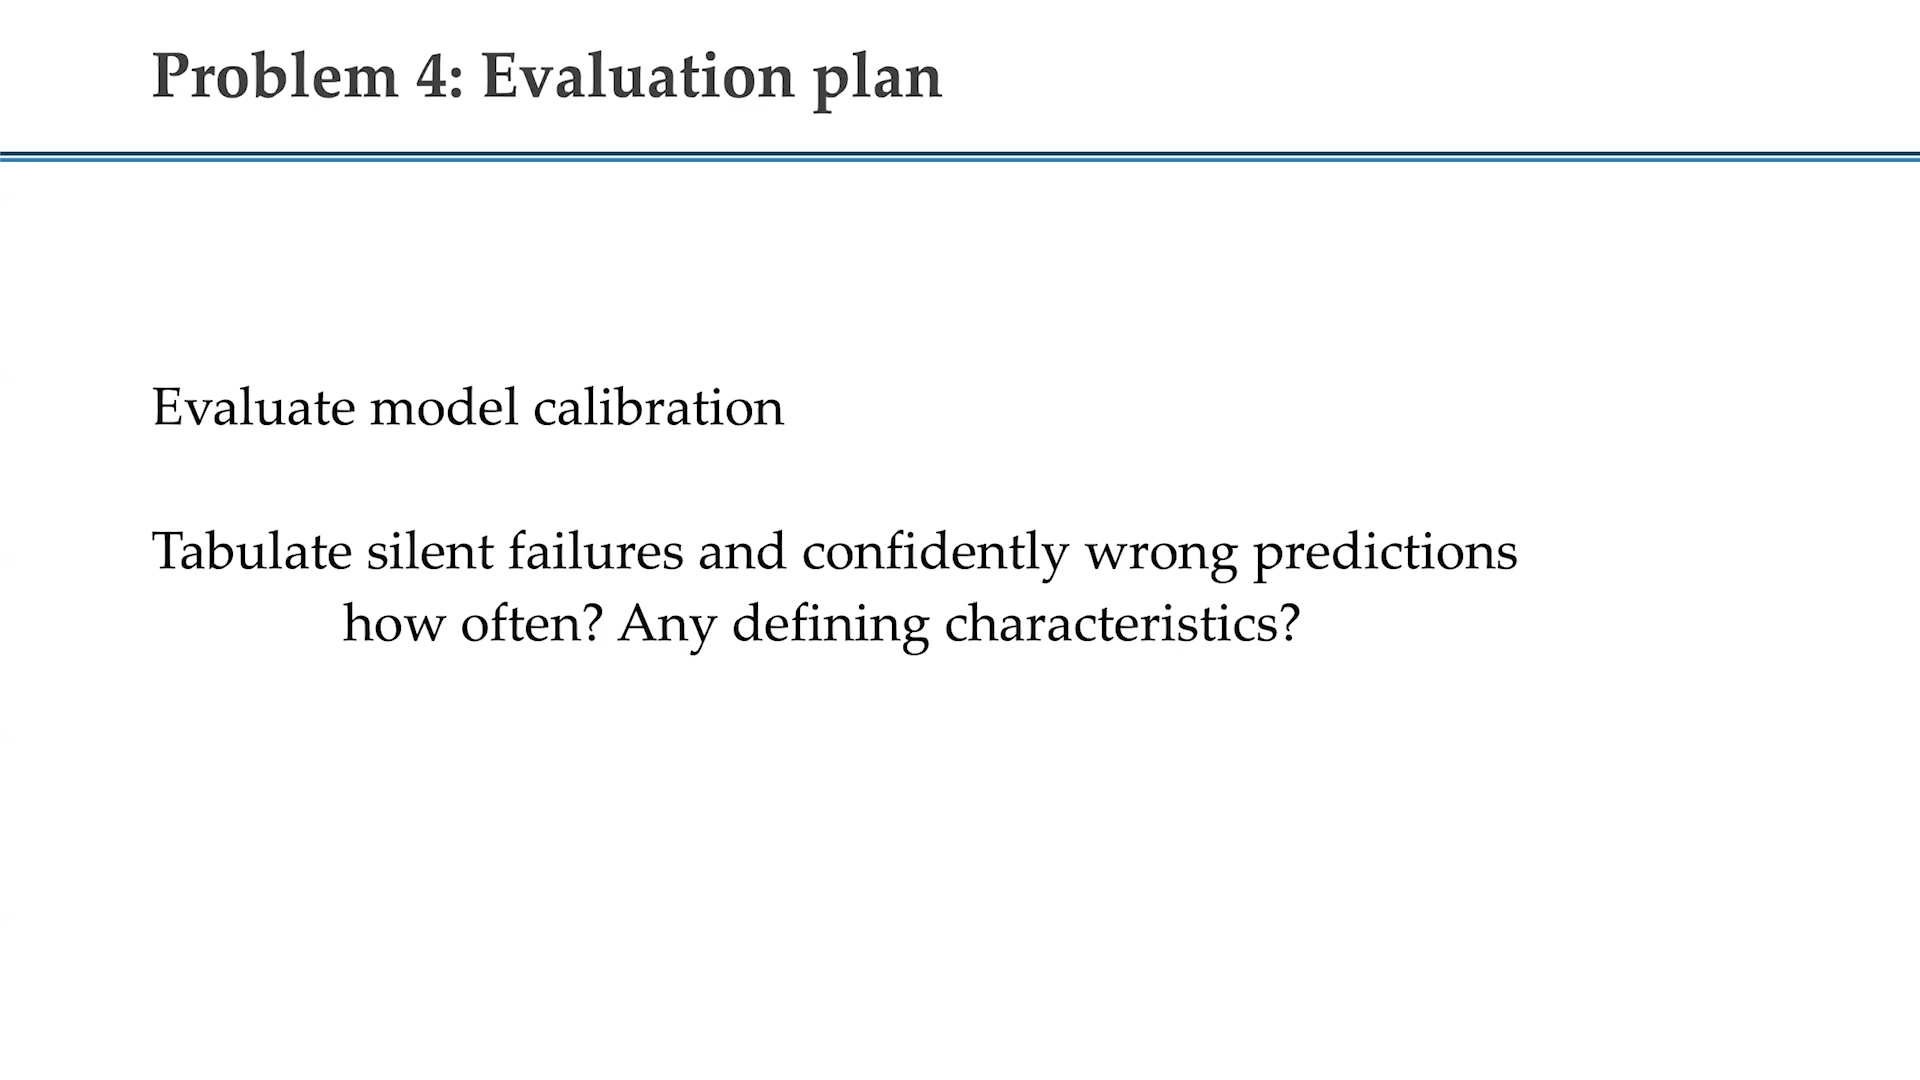 Problem 4: Evaluation plan
Evaluate model calibration
Tabulate silent failures and confidently wrong predictions
how often? Any defining characteristics?